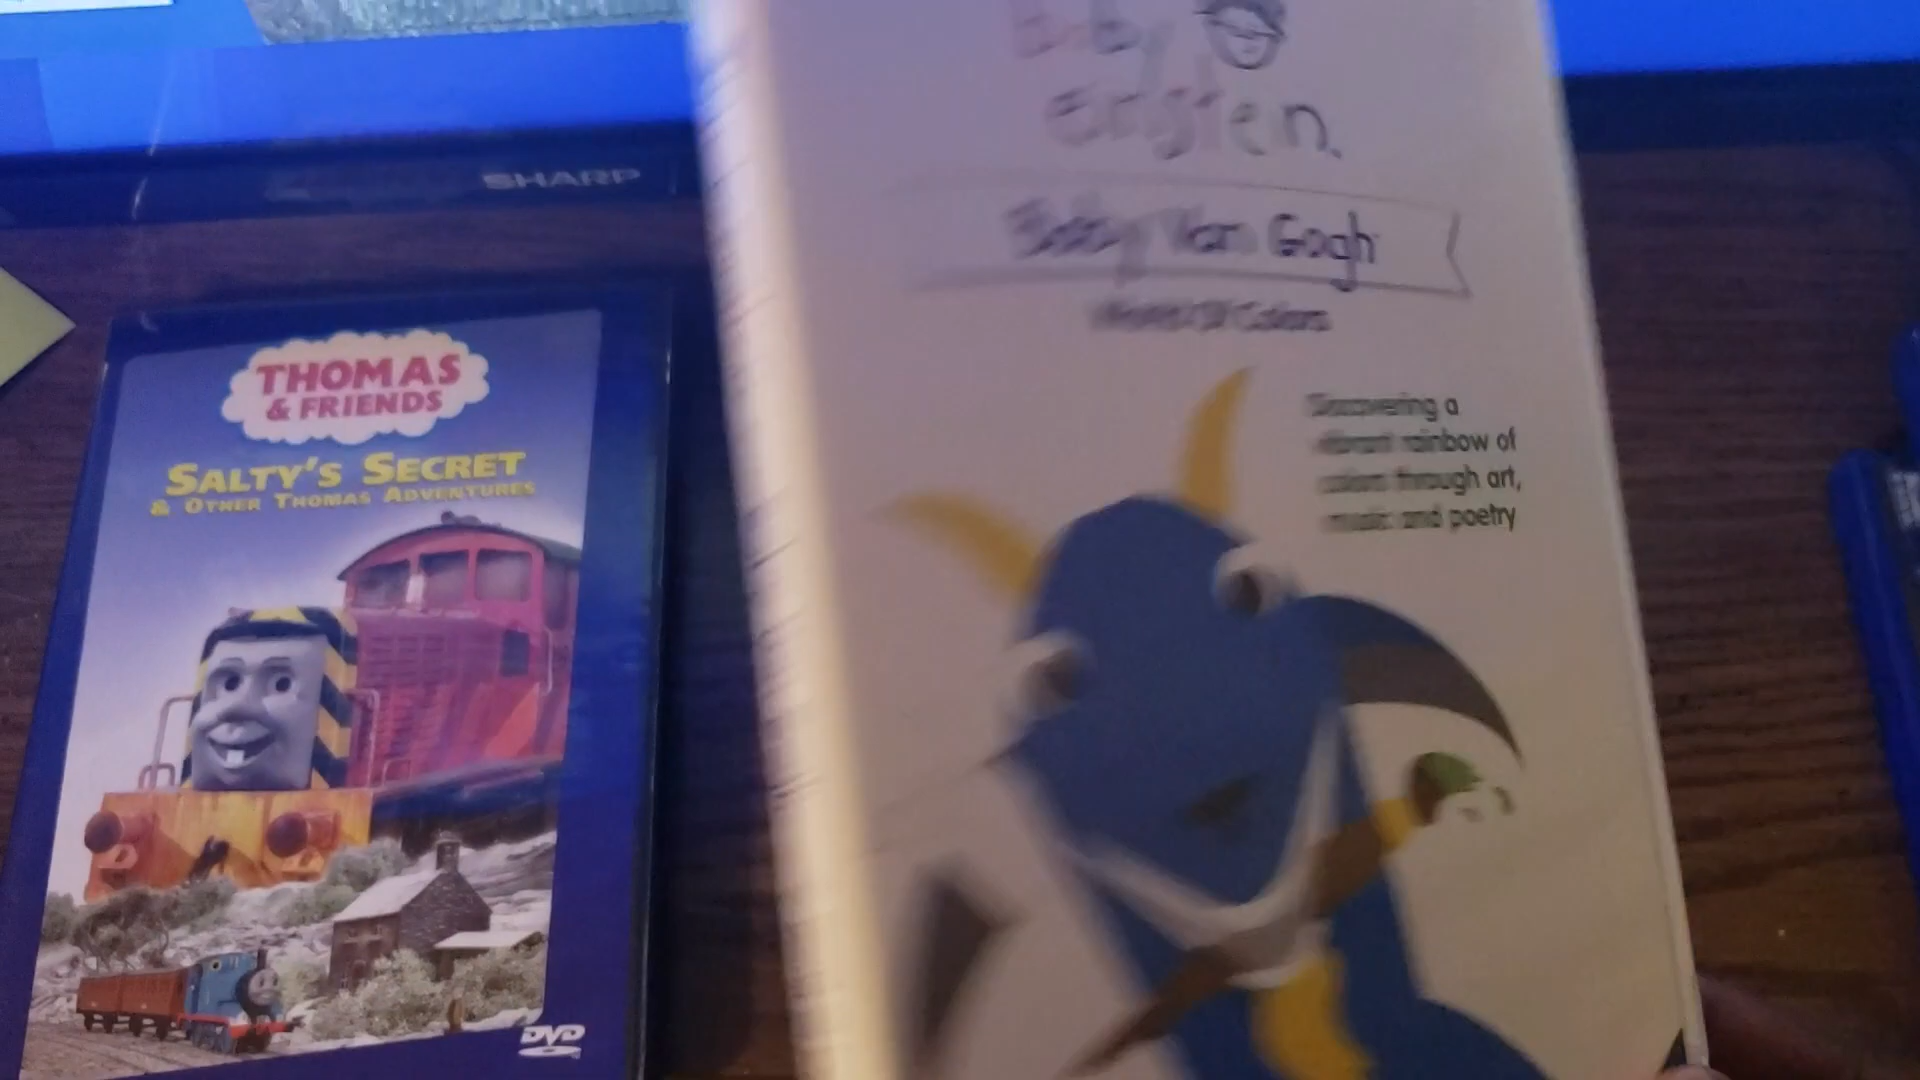 SHARP
THOMAS
& FRIENDS
SALTY'S SECRET
& OTHER THOMAS ADVENTURES
DVD
Baby
Einstein.
Baby Van Gogh
World Of Colors
Discovering a
vibrant rainbow of
colors through art,
music and poetry